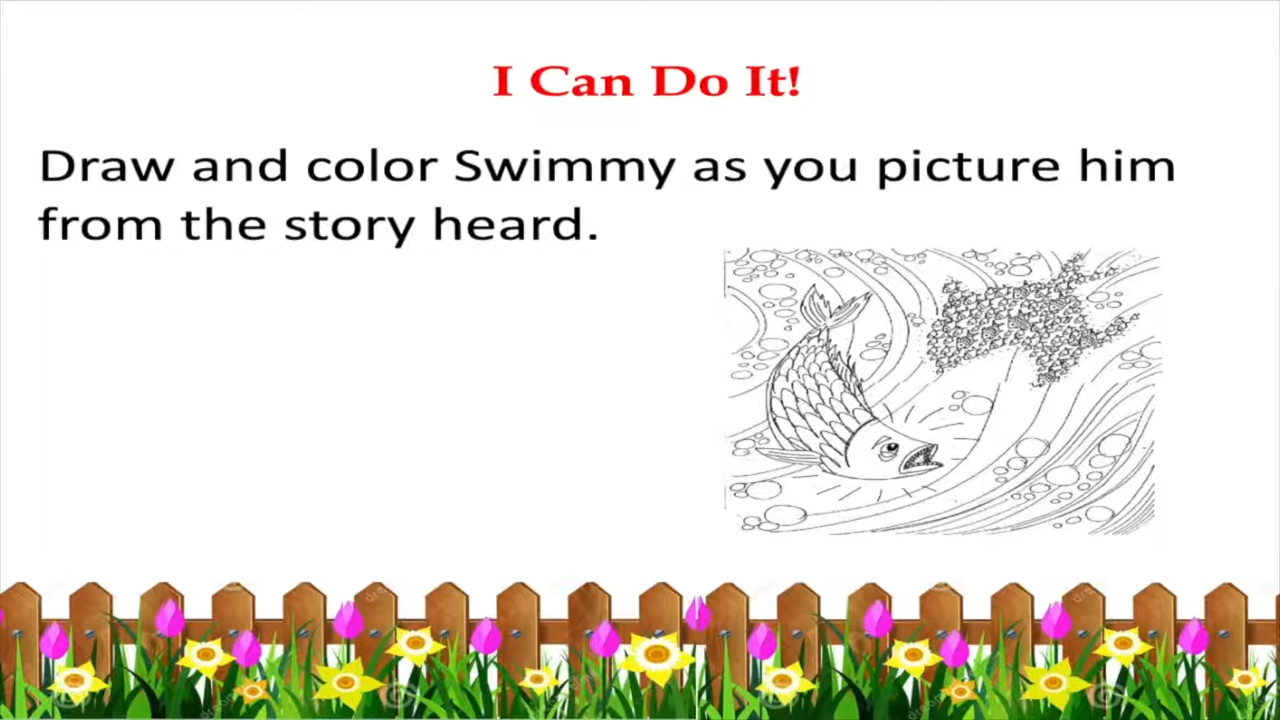 I Can Do It!
Draw and color Swimmy as you picture him
from the story heard.